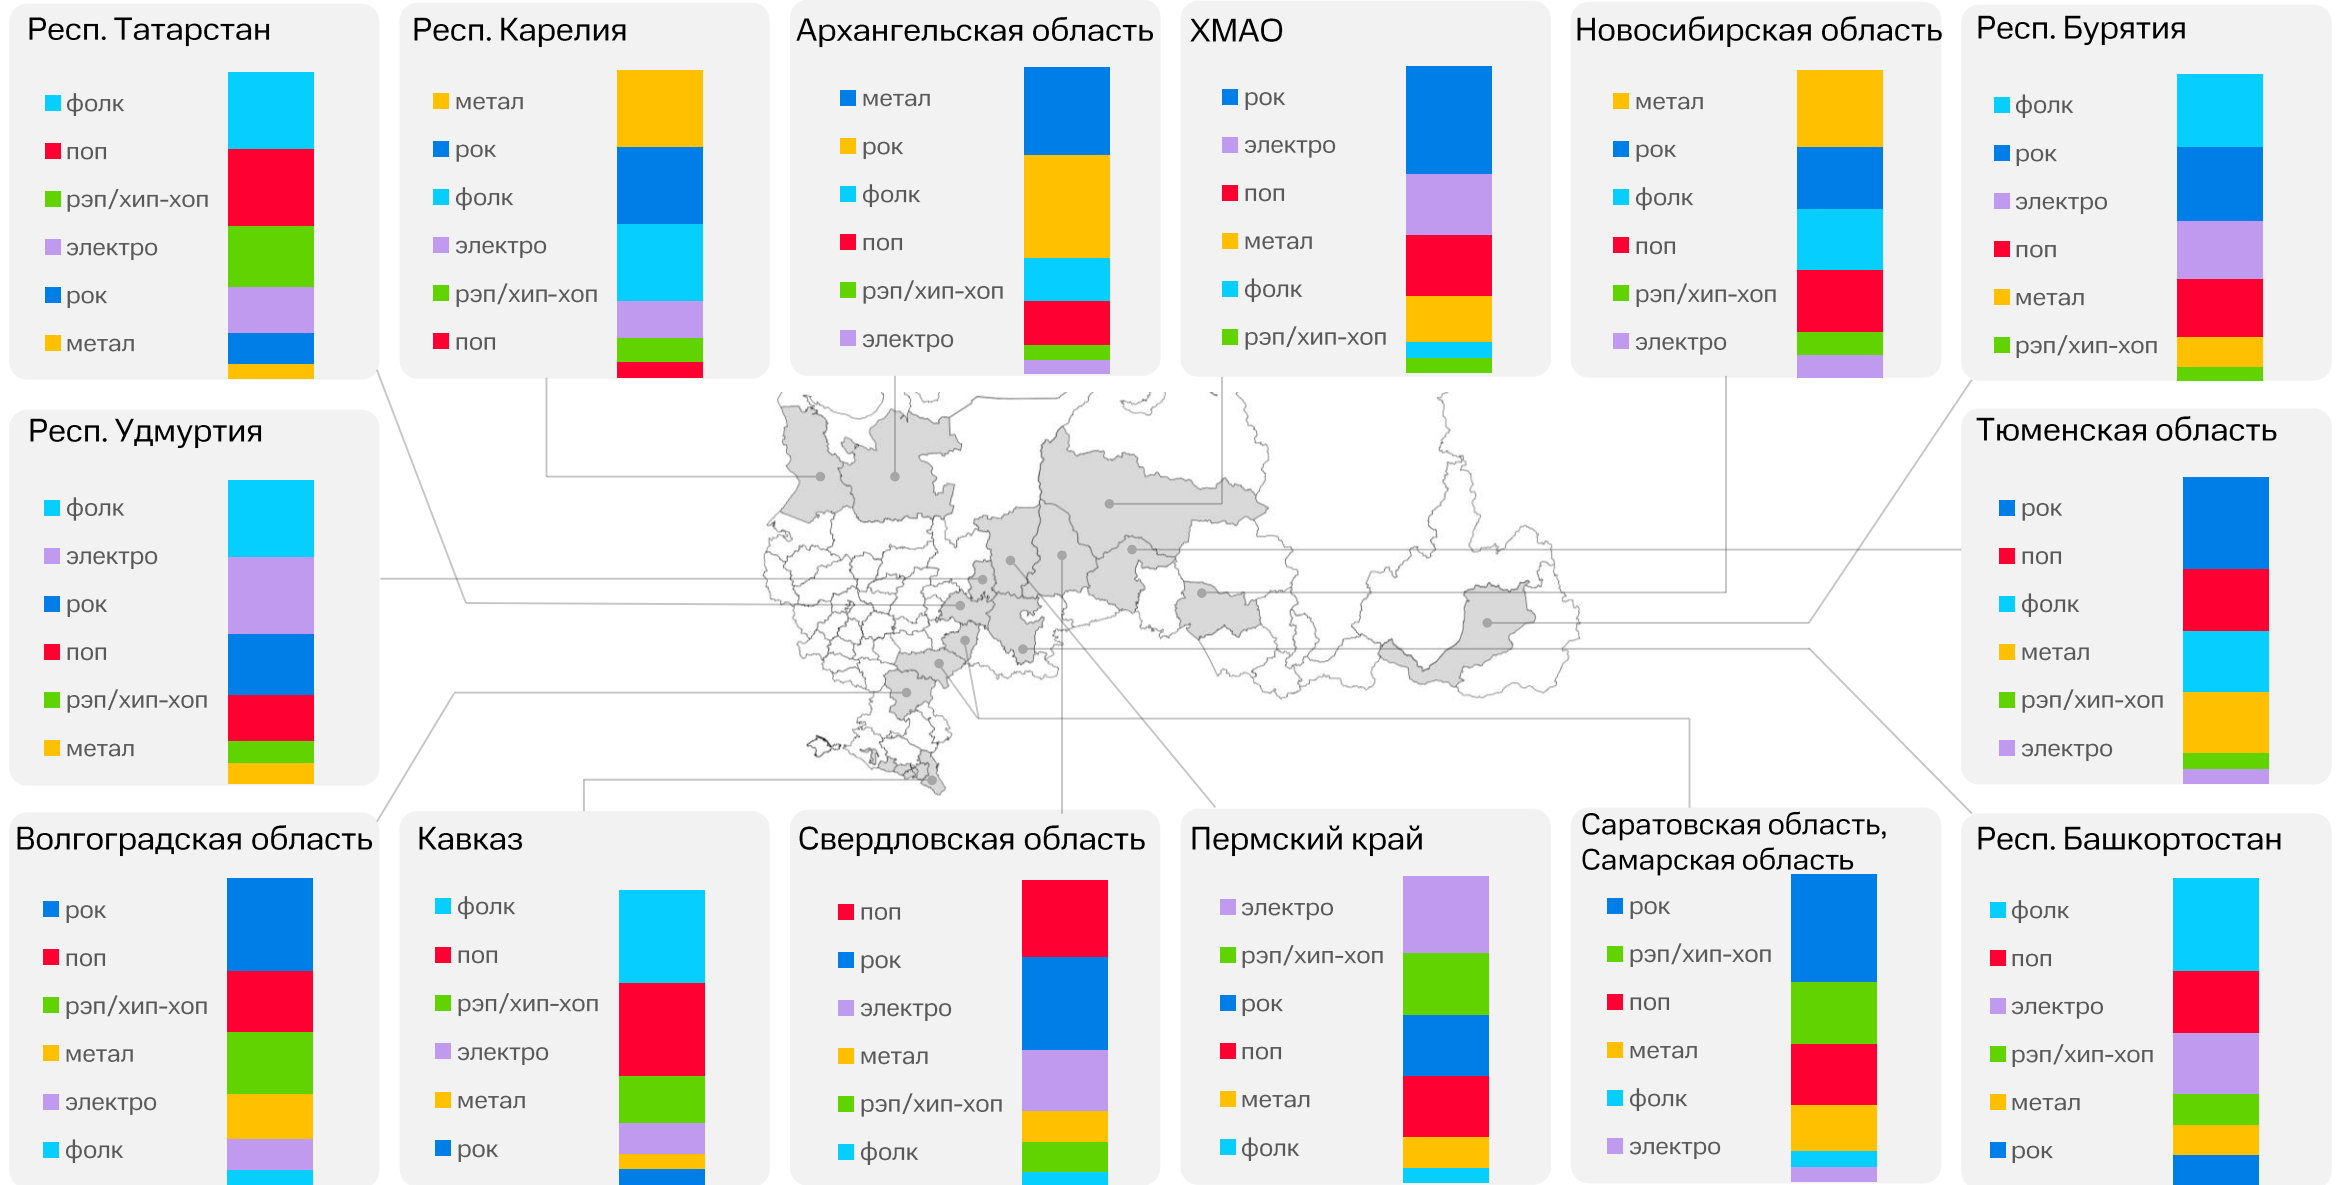 Респ. Татарстан
фолк
поп
рэп/хип-хоп
электро
рок
метал
Респ. Карелия
метал
рок
фолк
электро
рэп/хип-хоп
поп
Архангельская область
метал
рок
фолк
поп
рэп/хип-хоп
электро
ХМАО
рок
электро
поп
метал
фолк
рэп/хип-хоп
Новосибирская область
метал
рок
фолк
поп
рэп/хип-хоп
электро
Респ. Бурятия
фолк
рок
электро
поп
метал
рэп/хип-хоп
Респ. Удмуртия
фолк
электро
рок
поп
рэп/хип-хоп
метал
Тюменская область
рок
поп
фолк
метал
рэп/хип-хоп
электро
Волгоградская область
рок
поп
рэп/хип-хоп
метал
электро
фолк
Кавказ
фолк
поп
рэп/хип-хоп
электро
метал
рок
Свердловская область
поп
рок
электро
метал
рэп/хип-хоп
фолк
Пермский край
электро
рэп/хип-хоп
рок
поп
метал
фолк
Саратовская область,
Самарская область
рок
рэп/хип-хоп
поп
метал
фолк
электро
Респ. Башкортостан
фолк
поп
электро
рэп/хип-хоп
метал
рок